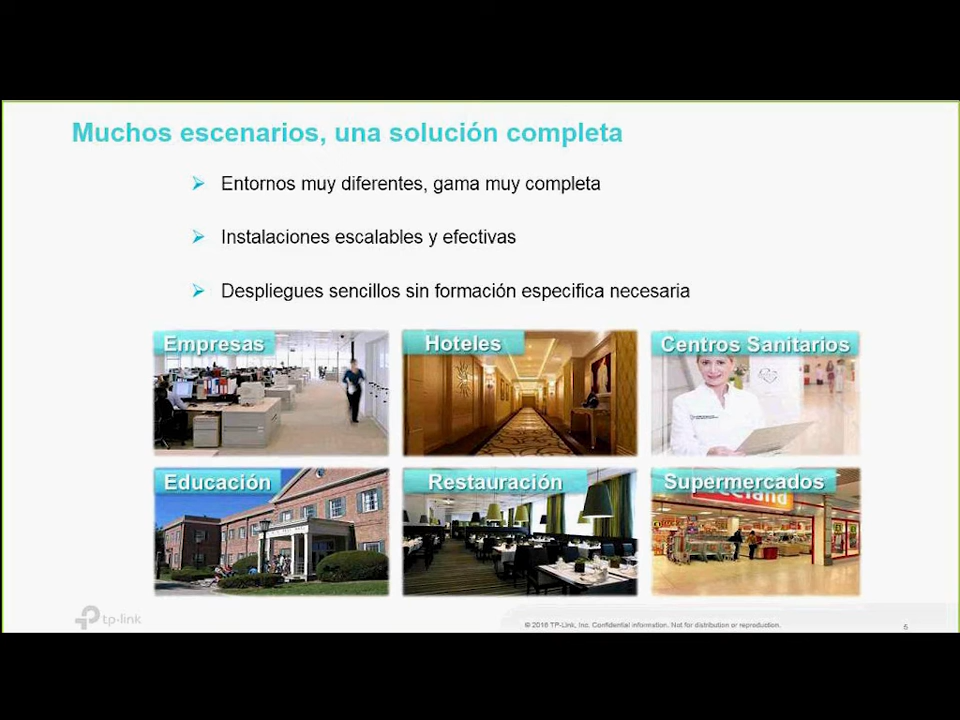 Muchos escenarios, una solución completa
Entornos muy diferentes, gama muy completa
Instalaciones escalables y efectivas
Despliegues sencillos sin formación especifica necesaria
Empresas
Hoteles
Centros Sanitarios
Educación
Restauración
Supermercados
tp-link
© 2016 TP-Link, Inc. Confidential information. Not for distribution or reproduction.